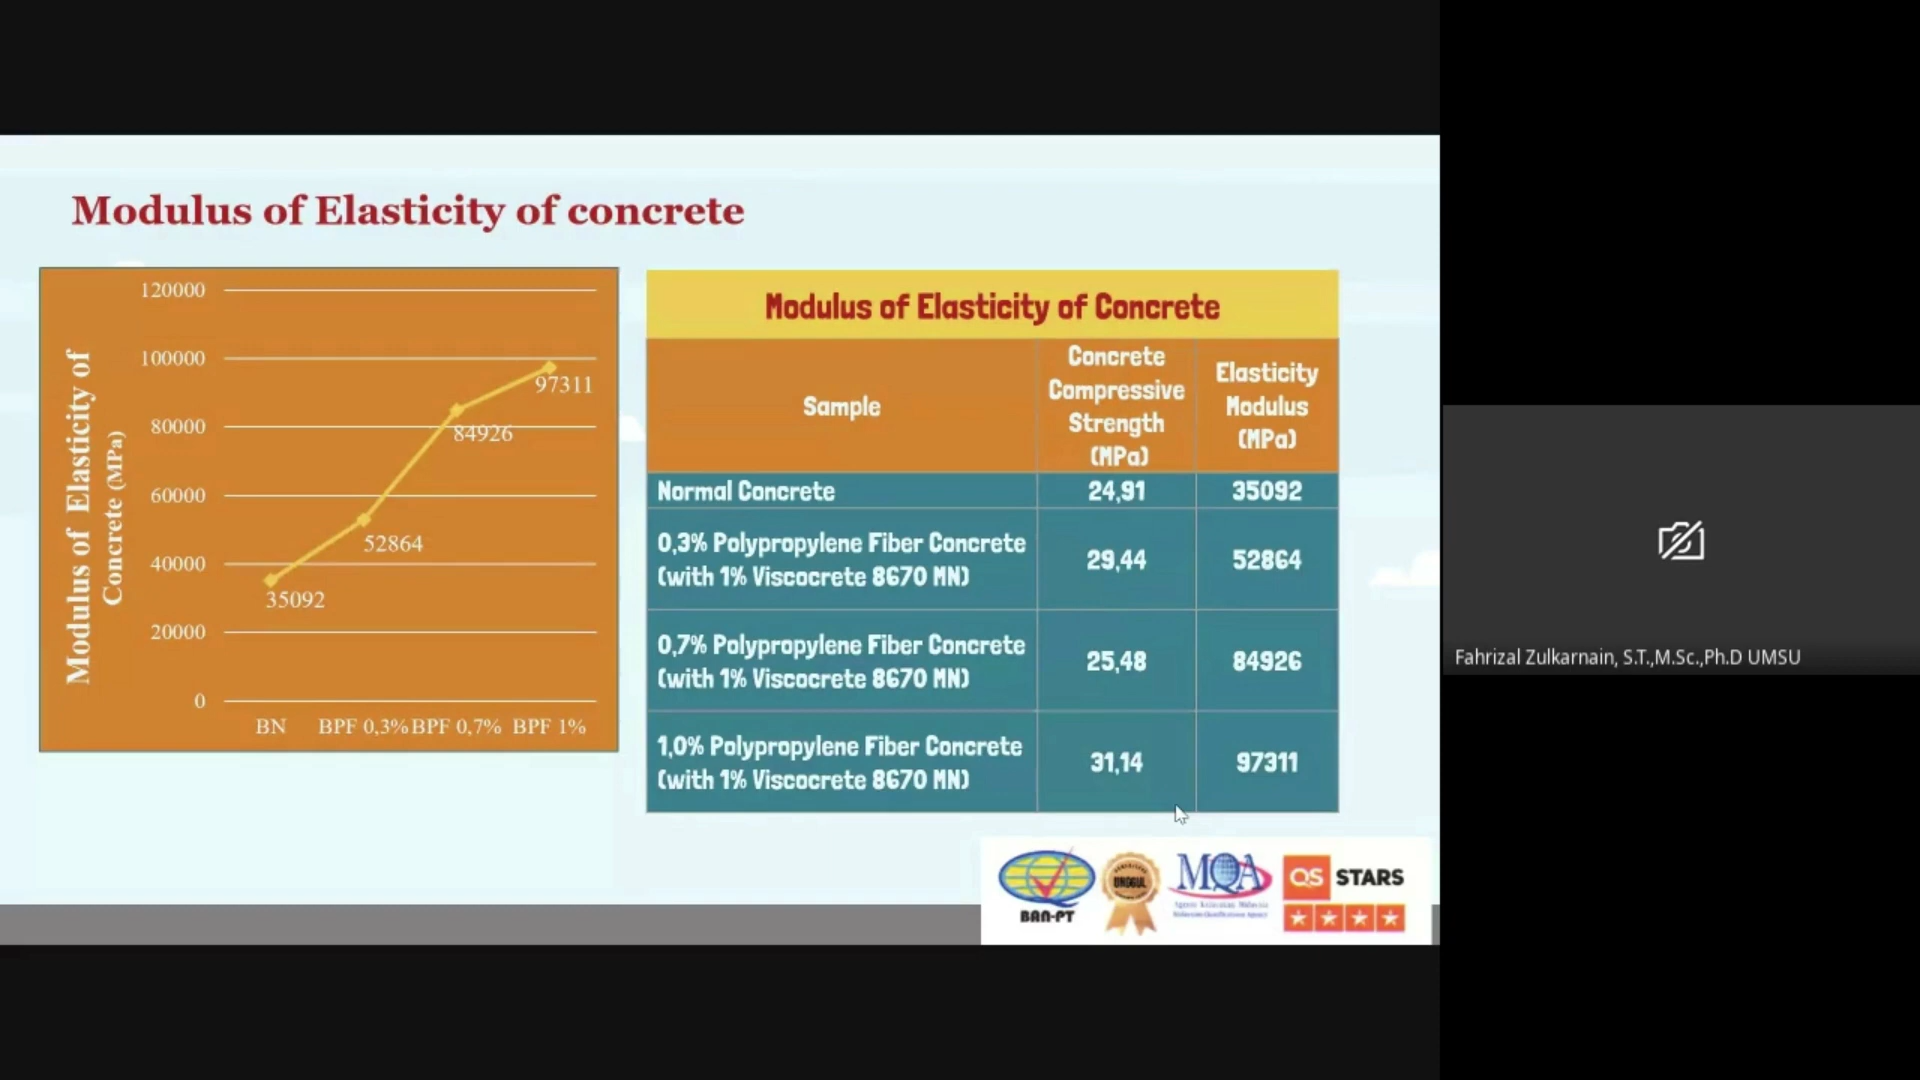 Modulus of Elasticity of concrete
120000
100000
80000
60000
40000
20000
0
Modulus of Elasticity of
Concrete (MPa)
97311
84926
52864
35092
BN BPF 0,3% BPF 0,7% BPF 1%
Modulus of Elasticity of Concrete
Sample
Concrete
Compressive
Strength
(MPa)
Elasticity
Modulus
(MPa)
Normal Concrete
24,91
35092
0,3% Polypropylene Fiber Concrete
(with 1% Viscocrete 8670 MN)
29,44
52864
0,7% Polypropylene Fiber Concrete
(with 1% Viscocrete 8670 MN)
25,48
84926
1,0% Polypropylene Fiber Concrete
(with 1% Viscocrete 8670 MN)
31,14
97311
BAN-PT
UNGGUL
MQA
QS STARS
Fahrizal Zulkarnain, S.T.,M.Sc.,Ph.D UMSU